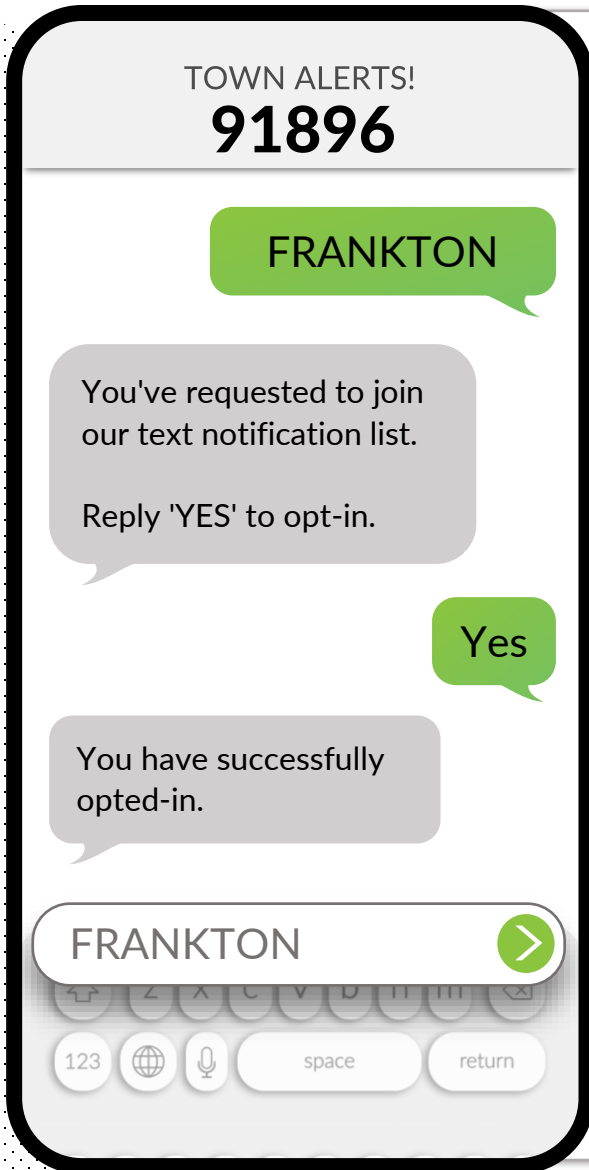 TOWN ALERTS!
91896
FRANKTON
You've requested to join
our text notification list.
Reply 'YES' to opt-in.
Yes
You have successfully
opted-in.
FRANKTON
Z X C V b n m
123 space return